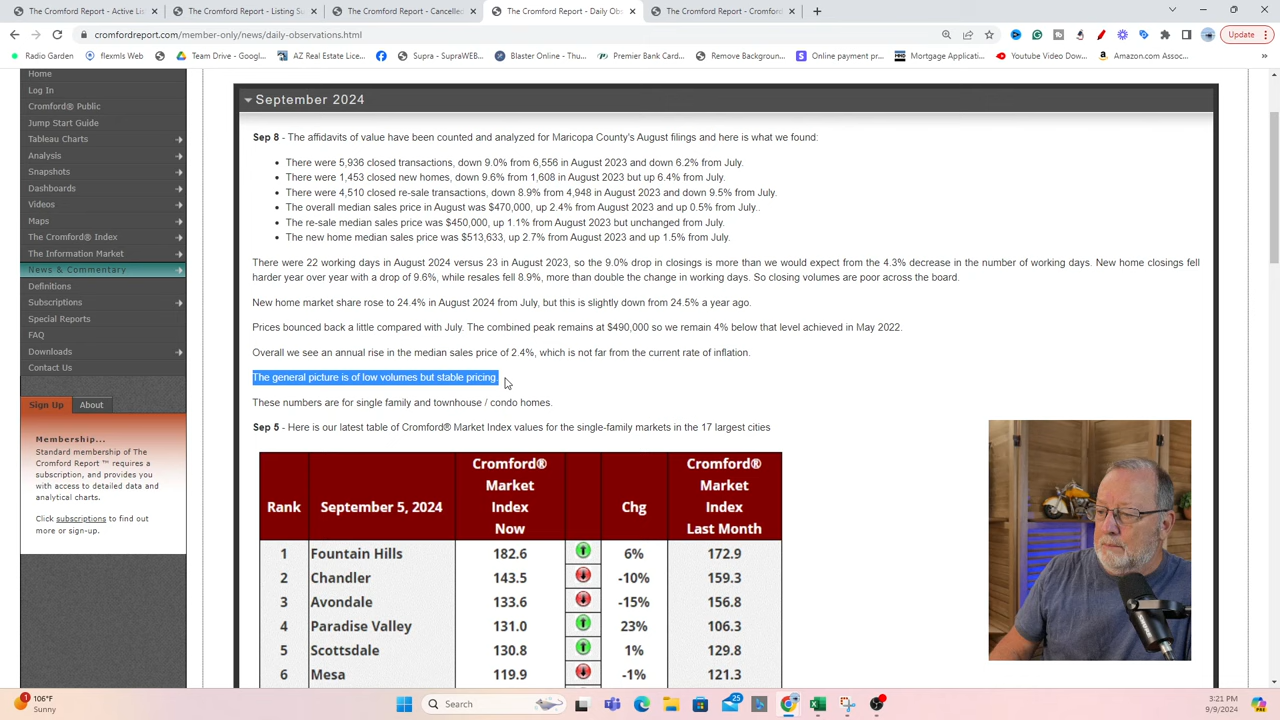 The Cromford Report - Active Lis
The Cromford Report - Listing Su
The Cromford Report - Cancelled
The Cromford Report - Daily Obs
The Cromford Report - Cromford
cromfordreport.com/member-only/news/daily-observations.html
Update
Radio Garden
flexmls Web
Team Drive - Googl...
AZ Real Estate Lice...
Supra - SupraWEB...
Blaster Online - Thu...
Premier Bank Card...
Remove Backgroun...
Online payment pr...
Mortgage Applicati...
Youtube Video Dow...
Amazon.com Assoc...
Home
Log In
Cromford® Public
Jump Start Guide
Tableau Charts
Analysis
Snapshots
Dashboards
Videos
Maps
The Cromford® Index
The Information Market
News & Commentary
Definitions
Subscriptions
Special Reports
FAQ
Downloads
Contact Us
Sign Up
About
Membership...
Standard membership of The
Cromford Report ™ requires a
subscription, and provides you
with access to detailed data and
analytical charts.
Click subscriptions to find out
more or sign-up.
September 2024
Sep 8 - The affidavits of value have been counted and analyzed for Maricopa County's August filings and here is what we found:
• There were 5,936 closed transactions, down 9.0% from 6,556 in August 2023 and down 6.2% from July.
• There were 1,453 closed new homes, down 9.6% from 1,608 in August 2023 but up 6.4% from July.
• There were 4,510 closed re-sale transactions, down 8.9% from 4,948 in August 2023 and down 9.5% from July.
• The overall median sales price in August was $470,000, up 2.4% from August 2023 and up 0.5% from July..
• The re-sale median sales price was $450,000, up 1.1% from August 2023 but unchanged from July.
• The new home median sales price was $513,633, up 2.7% from August 2023 and up 1.5% from July.
There were 22 working days in August 2024 versus 23 in August 2023, so the 9.0% drop in closings is more than we would expect from the 4.3% decrease in the number of working days. New home closings fell
harder year over year with a drop of 9.6%, while resales fell 8.9%, more than double the change in working days. So closing volumes are poor across the board.
New home market share rose to 24.4% in August 2024 from July, but this is slightly down from 24.5% a year ago.
Prices bounced back a little compared with July. The combined peak remains at $490,000 so we remain 4% below that level achieved in May 2022.
Overall we see an annual rise in the median sales price of 2.4%, which is not far from the current rate of inflation.
The general picture is of low volumes but stable pricing.
These numbers are for single family and townhouse / condo homes.
Sep 5 - Here is our latest table of Cromford® Market Index values for the single-family markets in the 17 largest cities
Rank September 5, 2024 Cromford® Market Index Now Chg Cromford® Market Index Last Month
1 Fountain Hills 182.6 6% 172.9
2 Chandler 143.5 -10% 159.3
3 Avondale 133.6 -15% 156.8
4 Paradise Valley 131.0 23% 106.3
5 Scottsdale 130.8 1% 129.8
6 Mesa 119.9 -1% 121.3
1
106°F
Sunny
Search
25
3:21 PM
9/9/2024